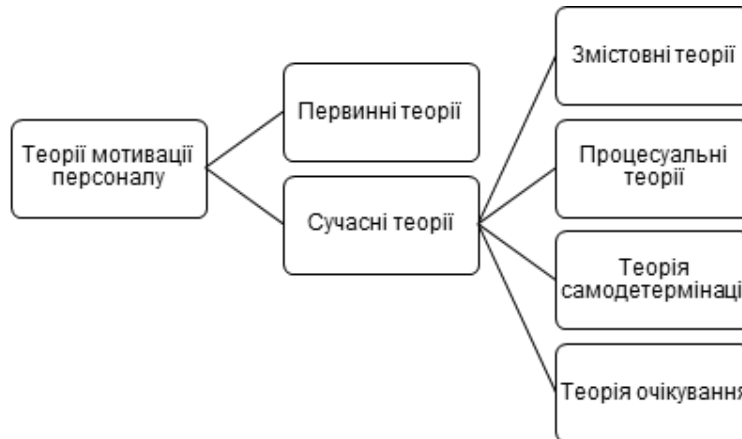 Теорії мотивації
персоналу
Первинні теорії
Сучасні теорії
Змістовні теорії
Процесуальні
теорії
Теорія
самодетермінаці
Теорія очікування